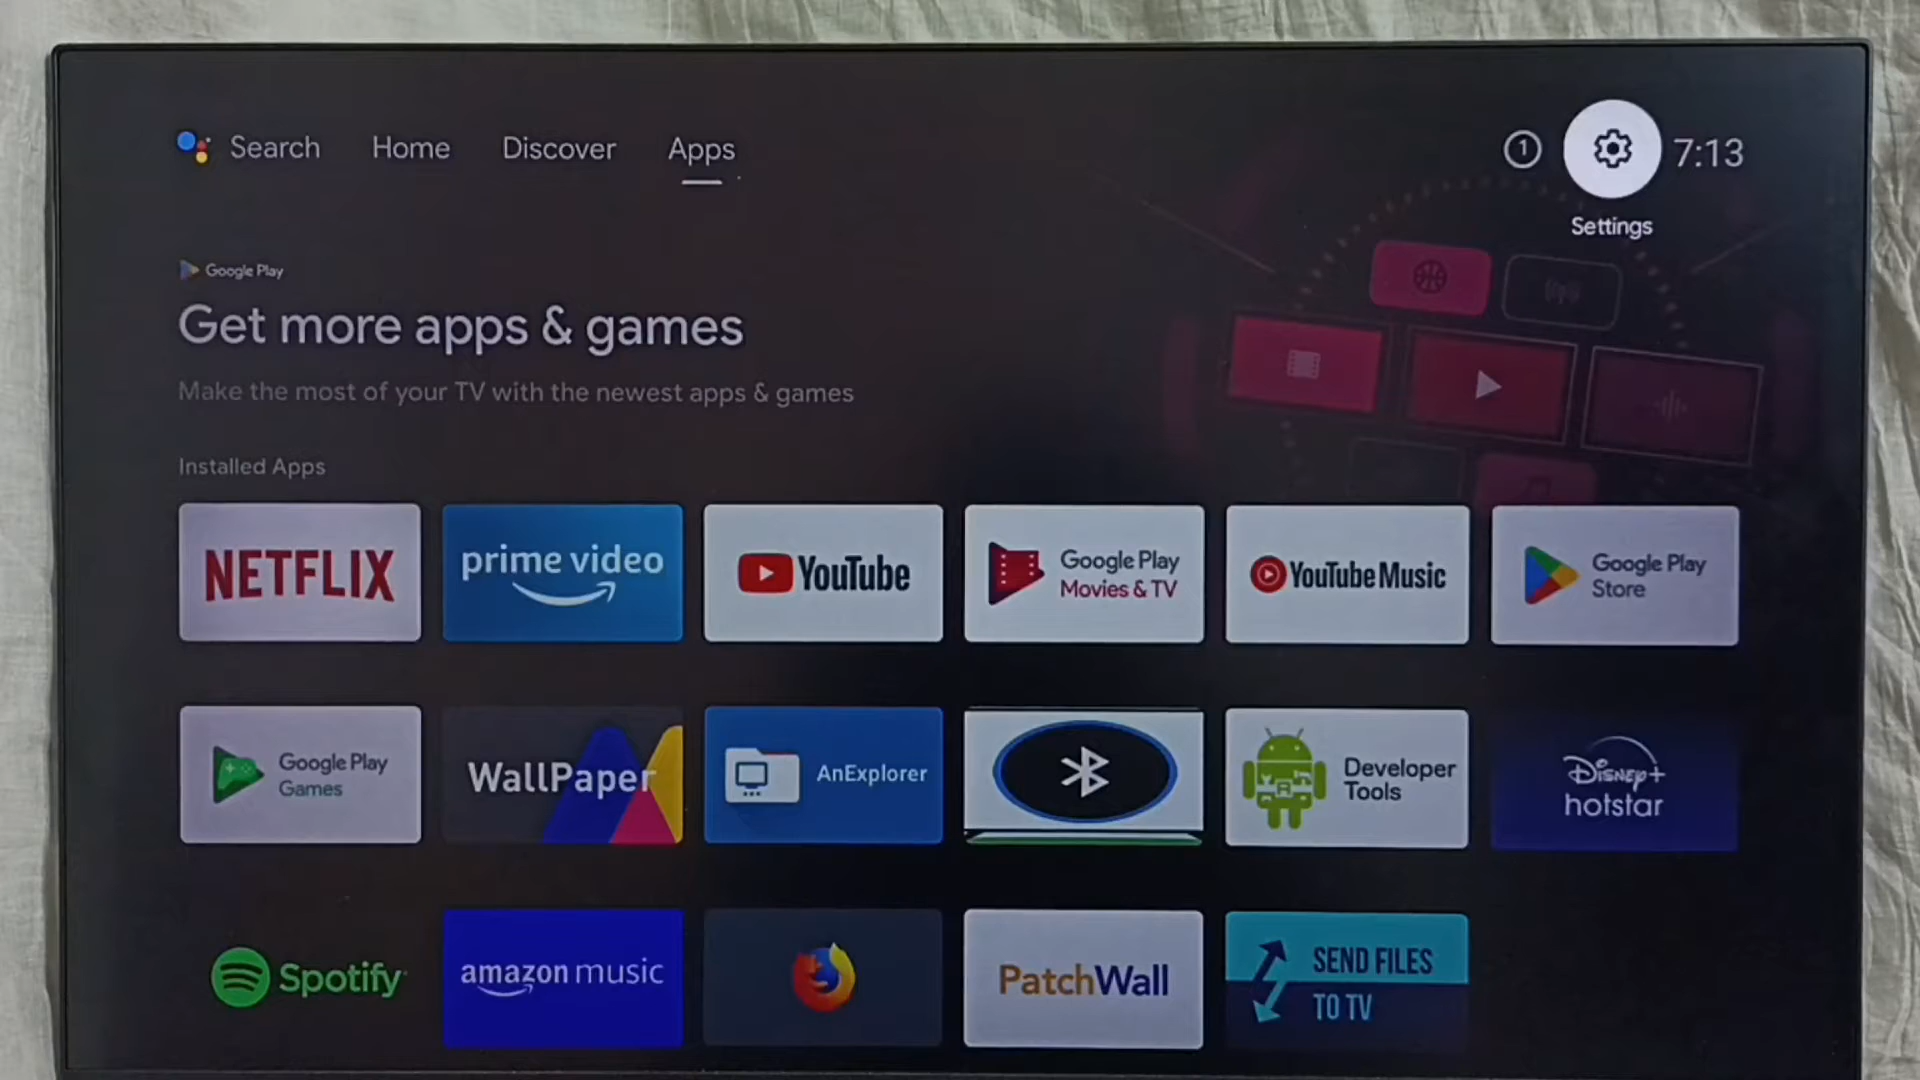 Search Home Discover Apps
1 7:13
Settings
Google Play
Get more apps & games
Make the most of your TV with the newest apps & games
Installed Apps
NETFLIX
prime video
YouTube
Google Play
Movies & TV
YouTube Music
Google Play
Store
Google Play
Games
WallPaper
AnExplorer
Developer
Tools
Disney+
hotstar
Spotify
amazon music
PatchWall
SEND FILES
TO TV